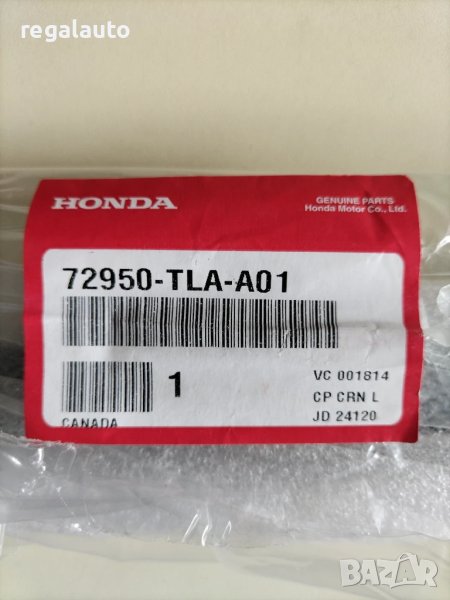 regalauto
HONDA
GENUINE PARTS
Honda Motor Co., Ltd.
72950-TLA-A01
1
VC 001814
CP CRN L
JD 24120
CANADA
BAZAR